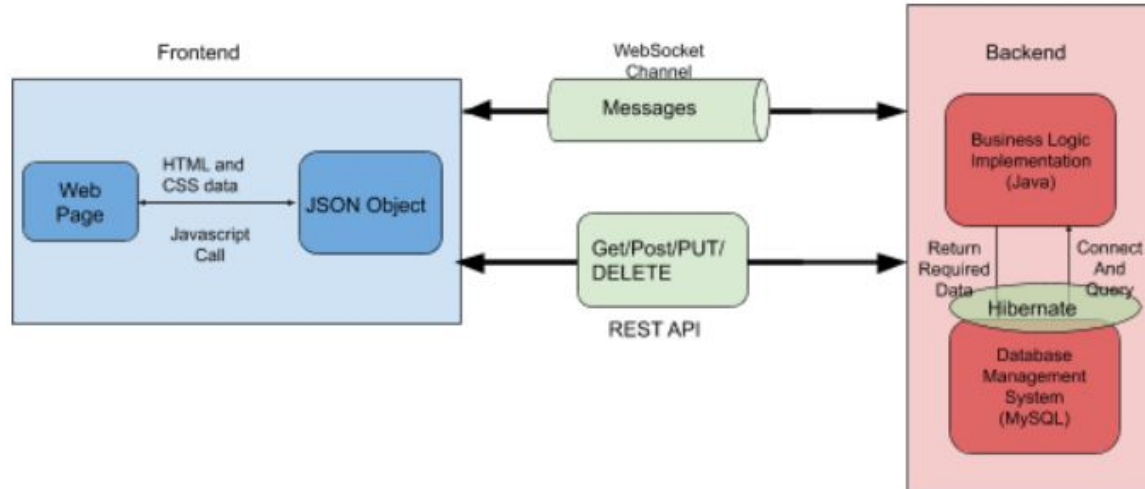 Frontend
HTML and
CSS data
Web
Page
JSON Object
Javascript
Call
WebSocket
Channel
Messages
Get/Post/PUT/
DELETE
REST API
Backend
Business Logic
Implementation
(Java)
Return
Required
Data
Connect
And
Query
Hibernate
Database
Management
System
(MySQL)